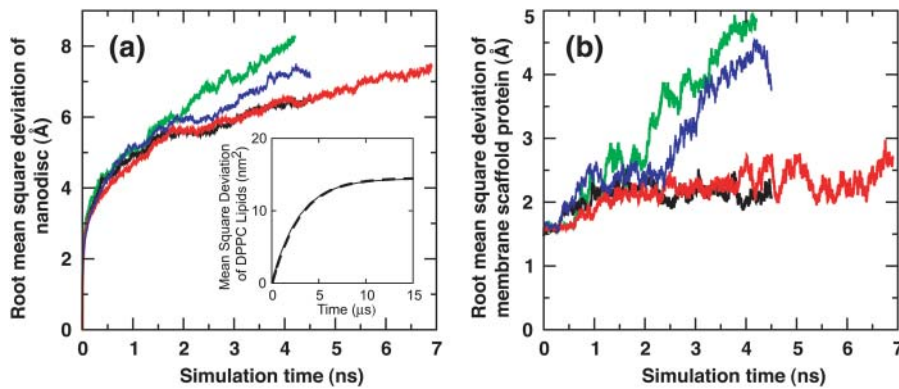 (a)
Root mean square deviation of
nanodisc (Å)
8
6
4
2
0
0 1 2 3 4 5 6 7
Simulation time (ns)
Mean Square Deviation
of DPPC Lipids (nm²)
20
10
0
0 5 10 15
Time (μs)
(b)
Root mean square deviation of
membrane scaffold protein (Å)
5
4
3
2
1
0
0 1 2 3 4 5 6 7
Simulation time (ns)